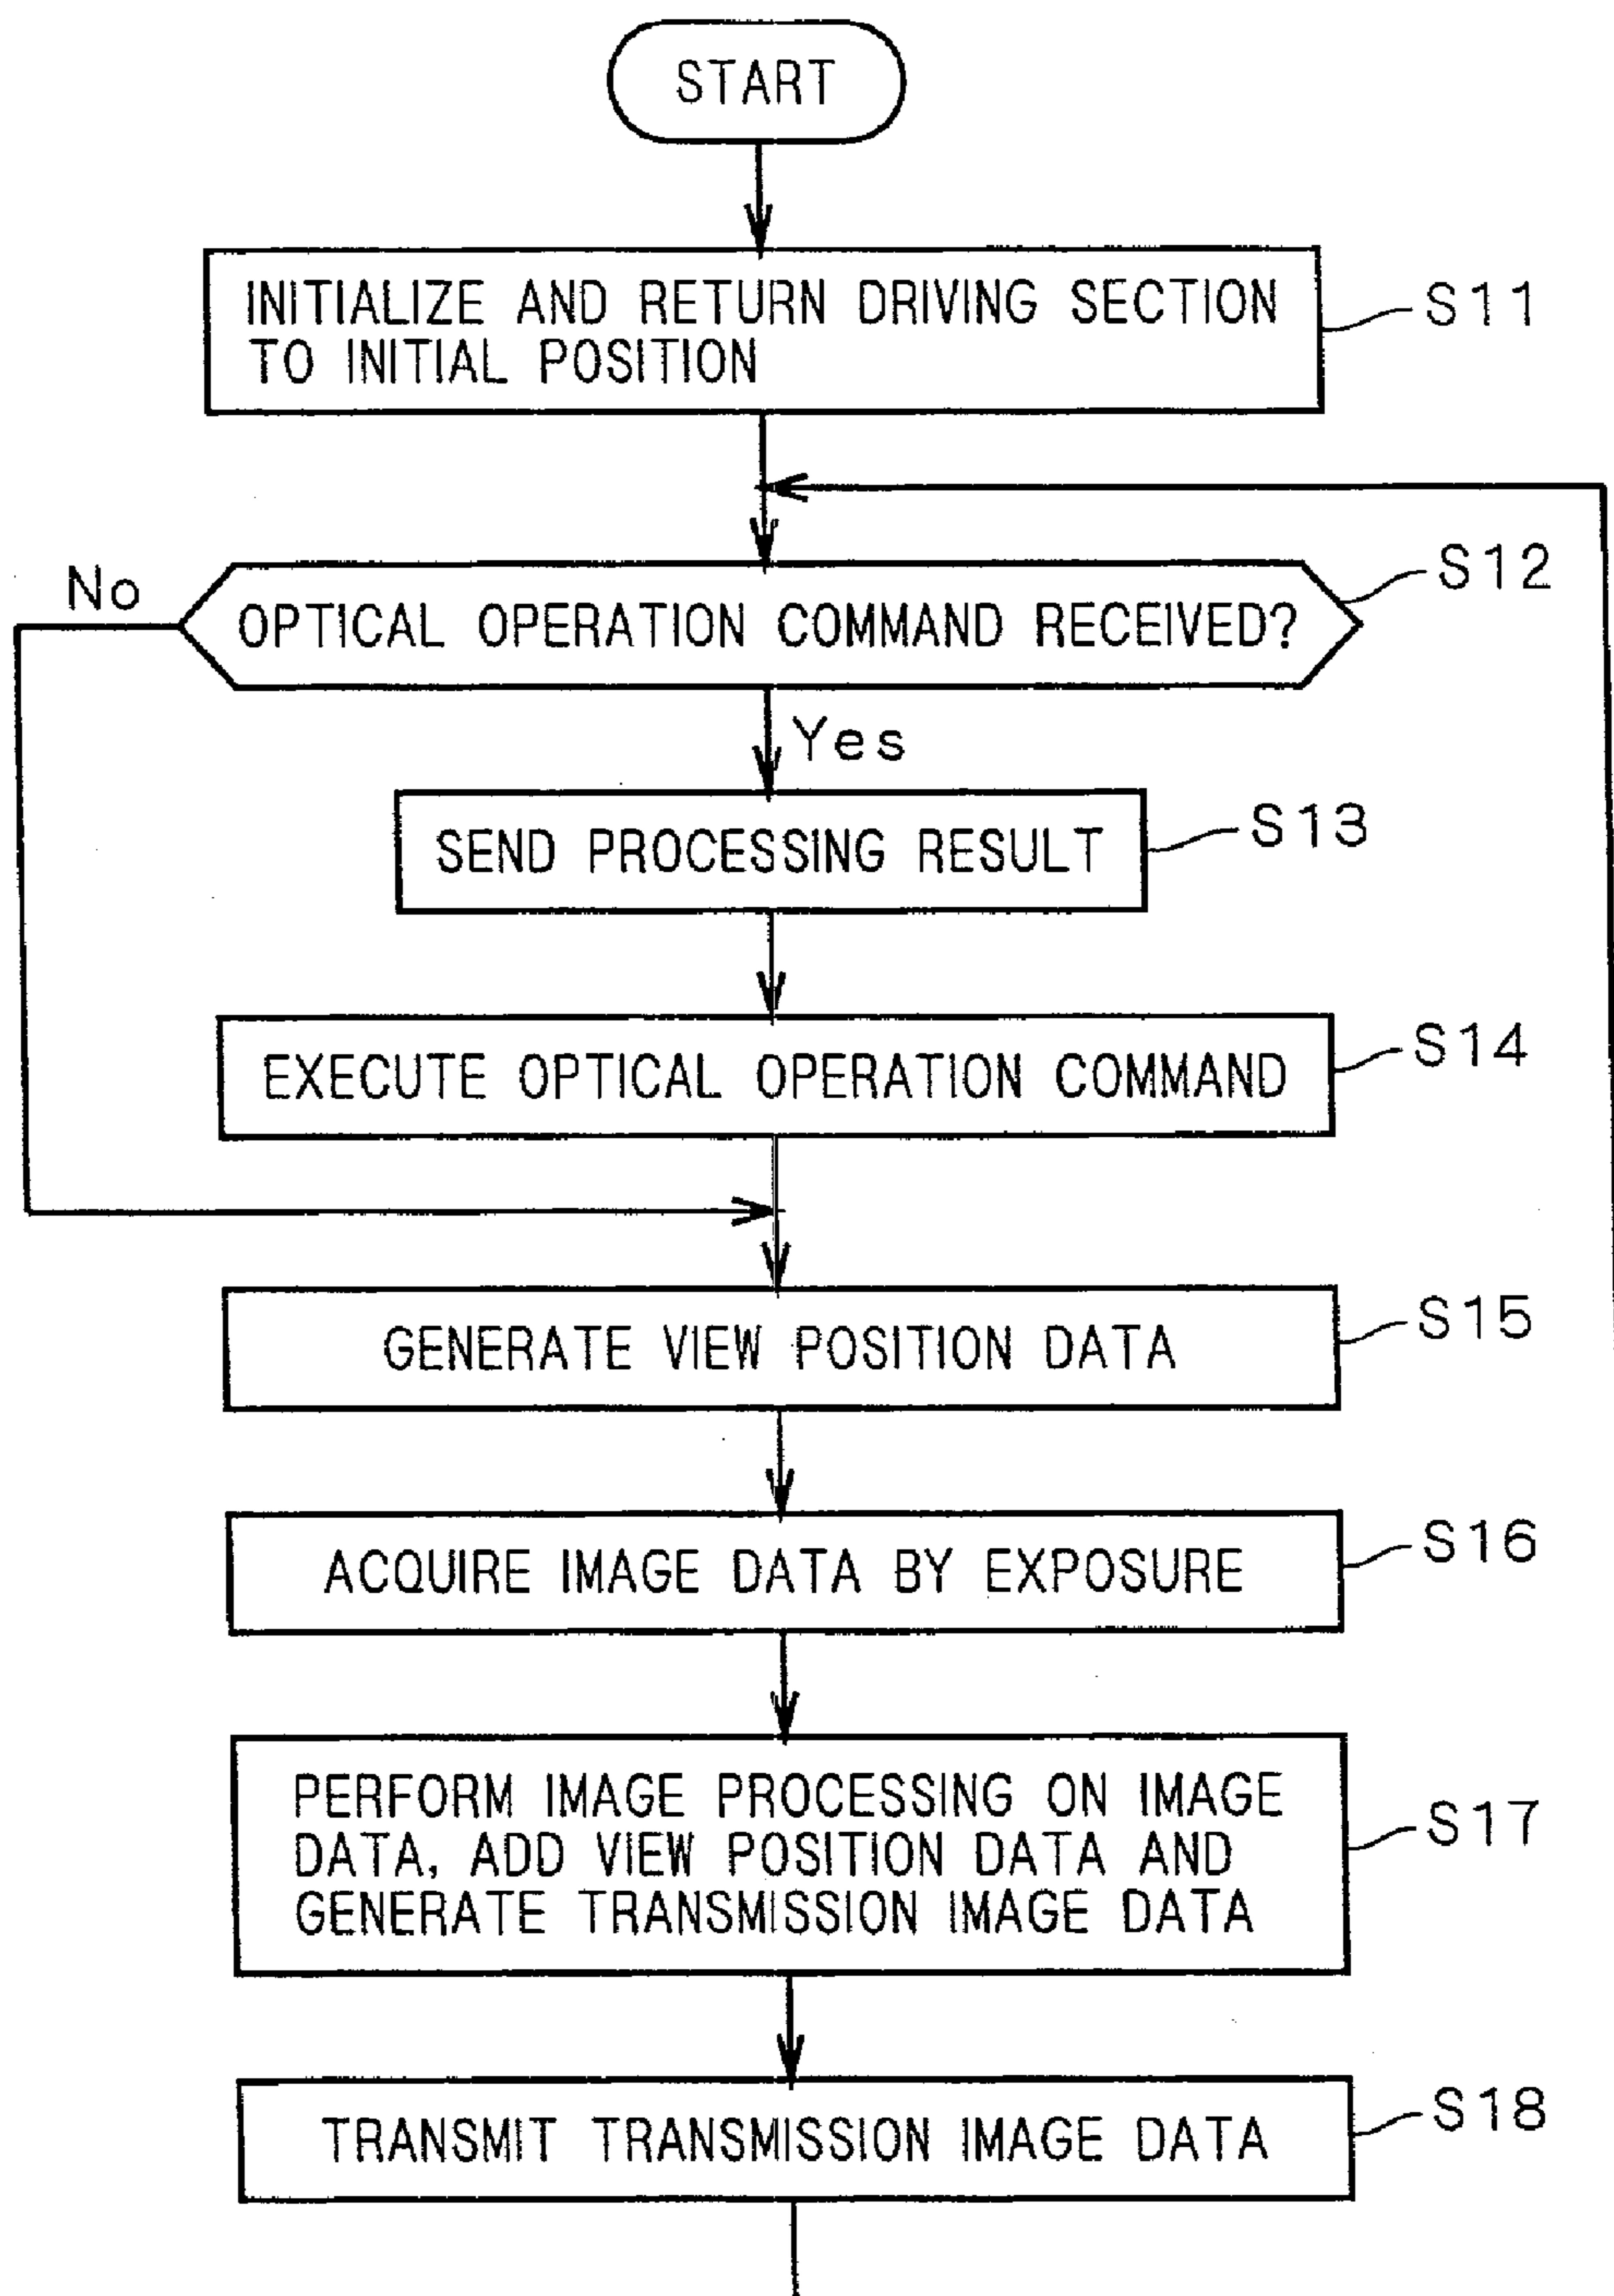 START
INITIALIZE AND RETURN DRIVING SECTION
TO INITIAL POSITION
S11
No
OPTICAL OPERATION COMMAND RECEIVED?
S12
Yes
SEND PROCESSING RESULT
S13
EXECUTE OPTICAL OPERATION COMMAND
S14
GENERATE VIEW POSITION DATA
S15
ACQUIRE IMAGE DATA BY EXPOSURE
S16
PERFORM IMAGE PROCESSING ON IMAGE
DATA, ADD VIEW POSITION DATA AND
GENERATE TRANSMISSION IMAGE DATA
S17
TRANSMIT TRANSMISSION IMAGE DATA
S18